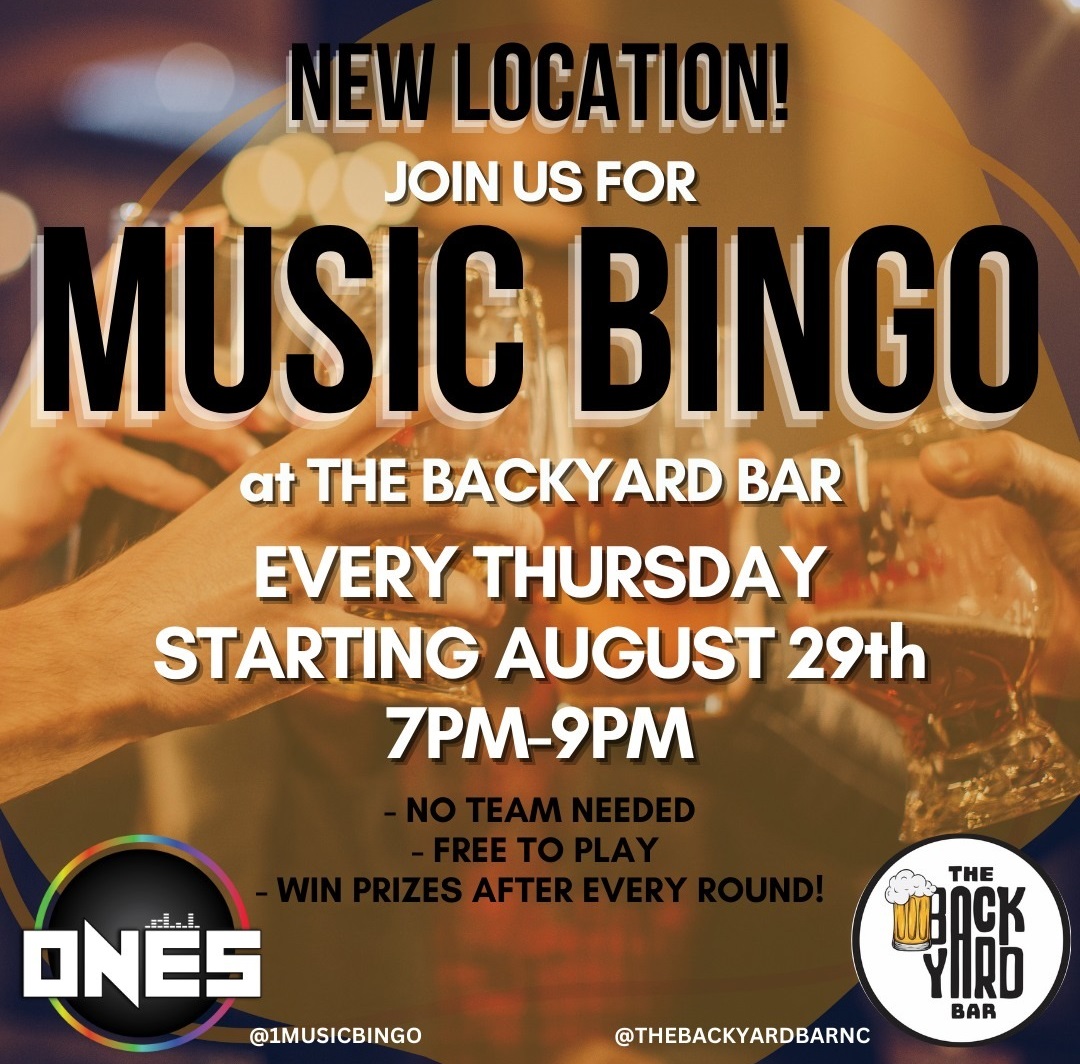 NEW LOCATION!
JOIN US FOR
MUSIC BINGO
at THE BACKYARD BAR
EVERY THURSDAY
STARTING AUGUST 29th
7PM-9PM
- NO TEAM NEEDED
- FREE TO PLAY
- WIN PRIZES AFTER EVERY ROUND!
ONES
@1MUSICBINGO
@THEBACKYARDBARNC
THE
BACK
YARD
BAR